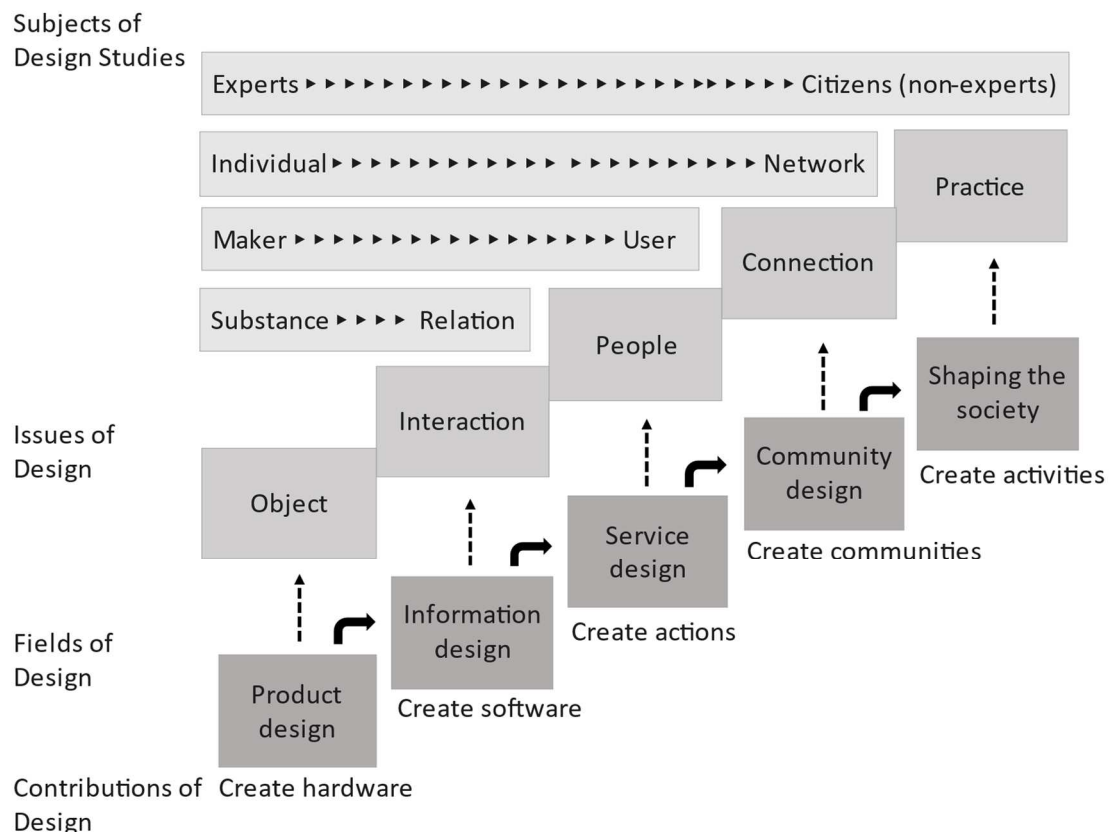 Subjects of
Design Studies
Experts
Citizens (non-experts)
Individual
Network
Practice
Maker
User
Connection
Substance
Relation
People
Shaping the
society
Interaction
Issues of
Design
Community
design
Create activities
Object
Service
design
Create communities
Information
design
Create actions
Fields of
Design
Product
design
Create software
Contributions of
Design
Create hardware